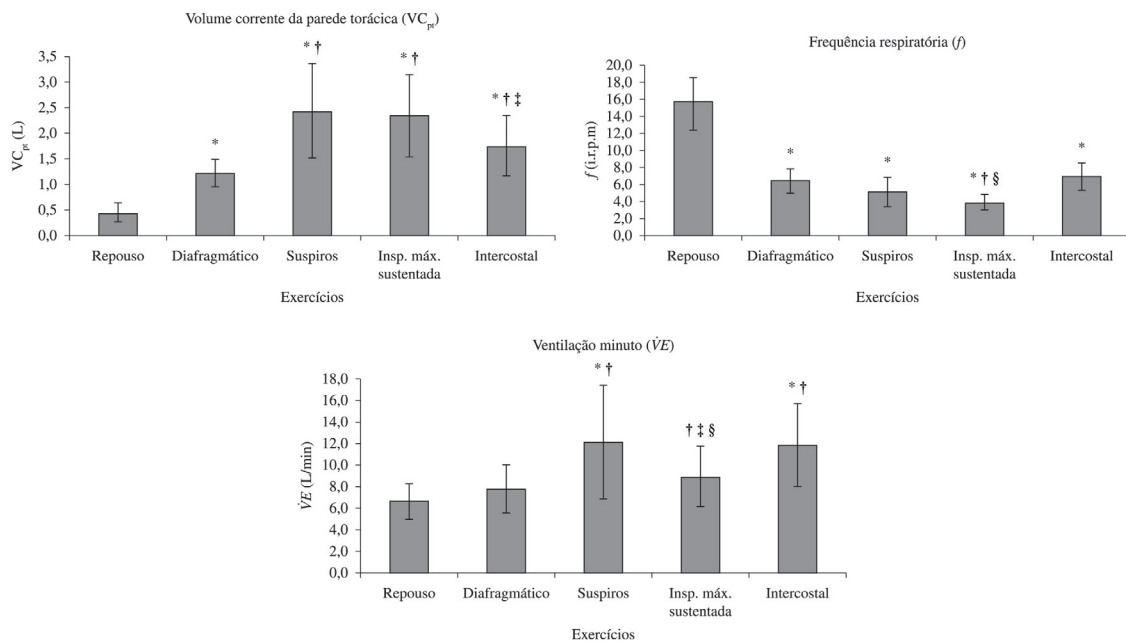 Volume corrente da parede torácica (VCpt)
3,5
3,0
2,5
2,0
1,5
1,0
0,5
0,0
VCpt (L)
*
* †
* †
* † ‡
Repouso Diafragmático Suspiros Insp. máx. Intercostal
sustentada
Exercícios
Frequência respiratória (f)
20,0
18,0
16,0
14,0
12,0
10,0
8,0
6,0
4,0
2,0
0,0
f (i.r.p.m)
*
*
* † §
*
Repouso Diafragmático Suspiros Insp. máx. Intercostal
sustentada
Exercícios
Ventilação minuto (V̇E)
18,0
16,0
14,0
12,0
10,0
8,0
6,0
4,0
2,0
0,0
V̇E (L/min)
* †
† ‡ §
* †
Repouso Diafragmático Suspiros Insp. máx. Intercostal
sustentada
Exercícios